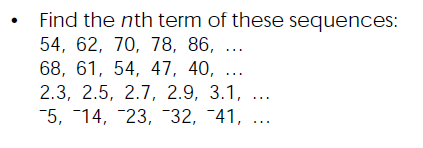 • Find the nth term of these sequences:
54, 62, 70, 78, 86, ...
68, 61, 54, 47, 40, ...
2.3, 2.5, 2.7, 2.9, 3.1, ...
⁻5, ⁻14, ⁻23, ⁻32, ⁻41, ...